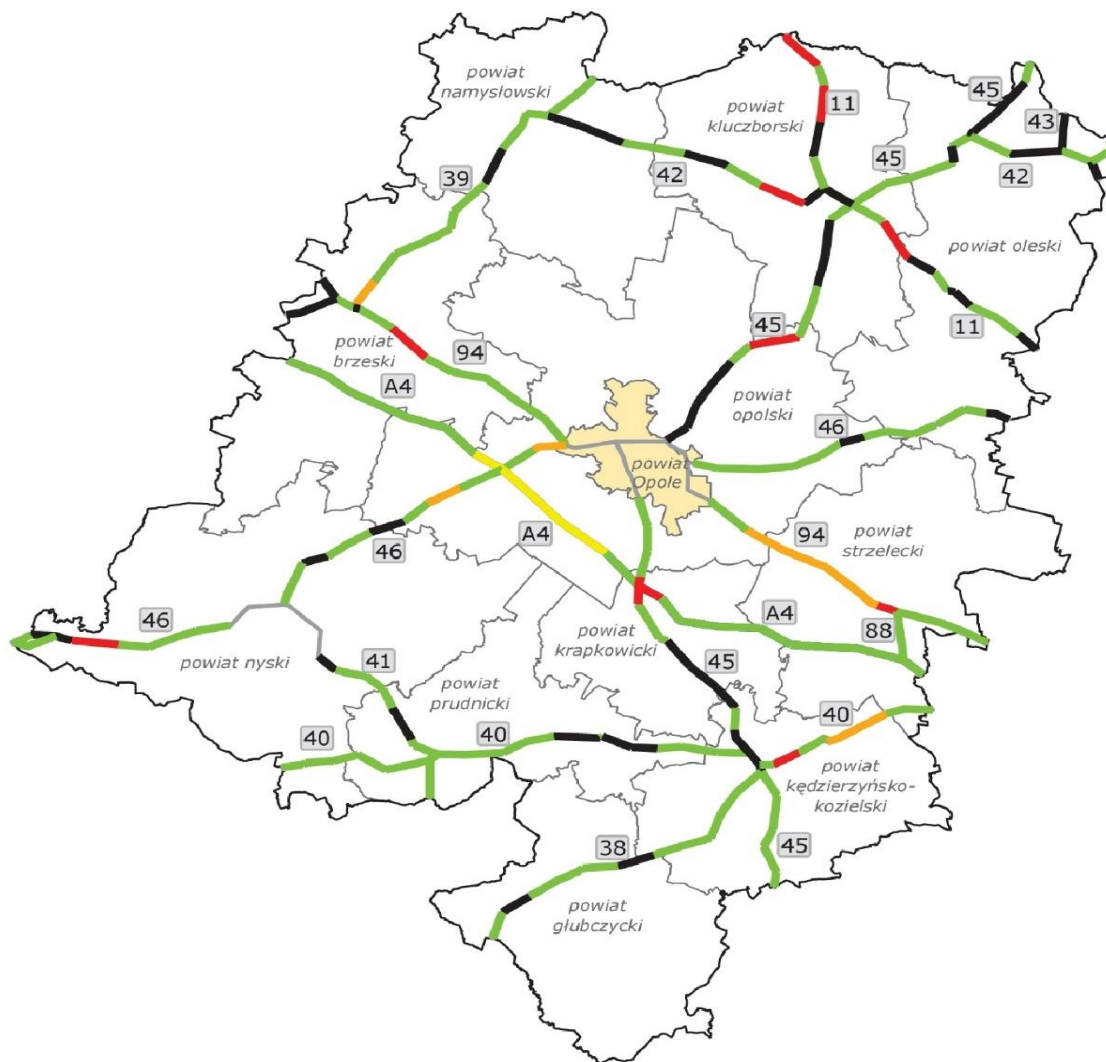 powiat
namysłowski
45
powiat
kluczborski
11
43
45
42
42
39
powiat oleski
11
45
powiat
brzeski
94
A4
powiat
opolski
46
powiat
Opole
A4
94
powiat
strzelecki
46
46
A4
88
powiat
krapkowicki
powiat nyski
41
45
powiat
prudnicki
40
40
40
powiat
kędzierzyńsko-
kozielski
38
45
powiat
głubczycki